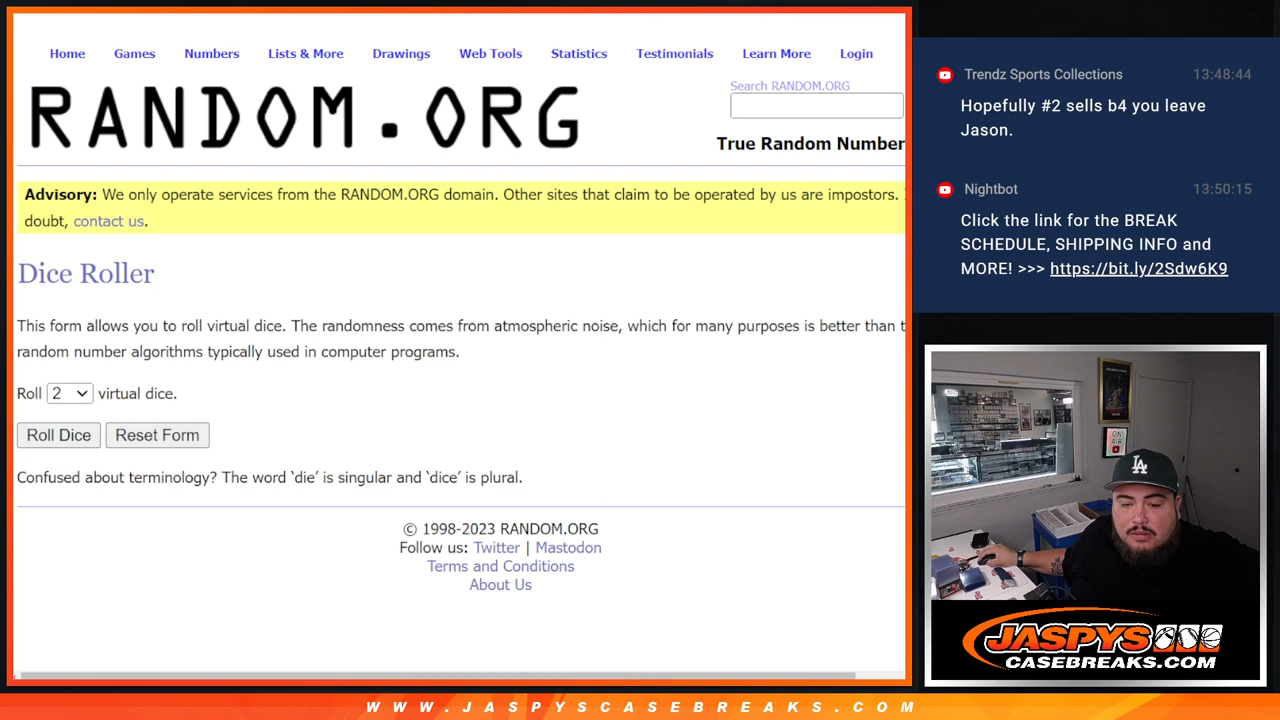 Home Games Numbers Lists & More Drawings Web Tools Statistics Testimonials Learn More Login
RANDOM.ORG
Search RANDOM.ORG
True Random Number
Advisory: We only operate services from the RANDOM.ORG domain. Other sites that claim to be operated by us are impostors.
doubt, contact us.
Dice Roller
This form allows you to roll virtual dice. The randomness comes from atmospheric noise, which for many purposes is better than t
random number algorithms typically used in computer programs.
Roll 2 virtual dice.
Roll Dice Reset Form
Confused about terminology? The word ‘die’ is singular and ‘dice’ is plural.
© 1998-2023 RANDOM.ORG
Follow us: Twitter | Mastodon
Terms and Conditions
About Us
Trendz Sports Collections 13:48:44
Hopefully #2 sells b4 you leave
Jason.
Nightbot 13:50:15
Click the link for the BREAK
SCHEDULE, SHIPPING INFO and
MORE! >>> https://bit.ly/2Sdw6K9
ON
AIR
LA
JASPYS
CASEBREAKS.COM
WWW.JASPYSCASEBREAKS.COM